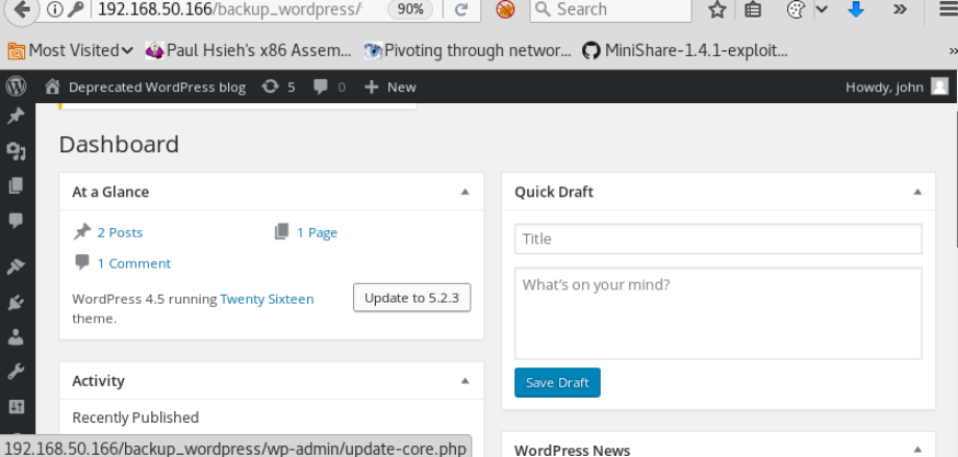 192.168.50.166/backup_wordpress/
90%
Search
Most Visited
Paul Hsieh's x86 Assem...
Pivoting through networ...
MiniShare-1.4.1-exploit...
Deprecated WordPress blog
5
0
New
Howdy, john
Dashboard
At a Glance
2 Posts
1 Page
1 Comment
WordPress 4.5 running Twenty Sixteen
theme.
Update to 5.2.3
Activity
Recently Published
Quick Draft
Title
What's on your mind?
Save Draft
WordPress News
192.168.50.166/backup_wordpress/wp-admin/update-core.php